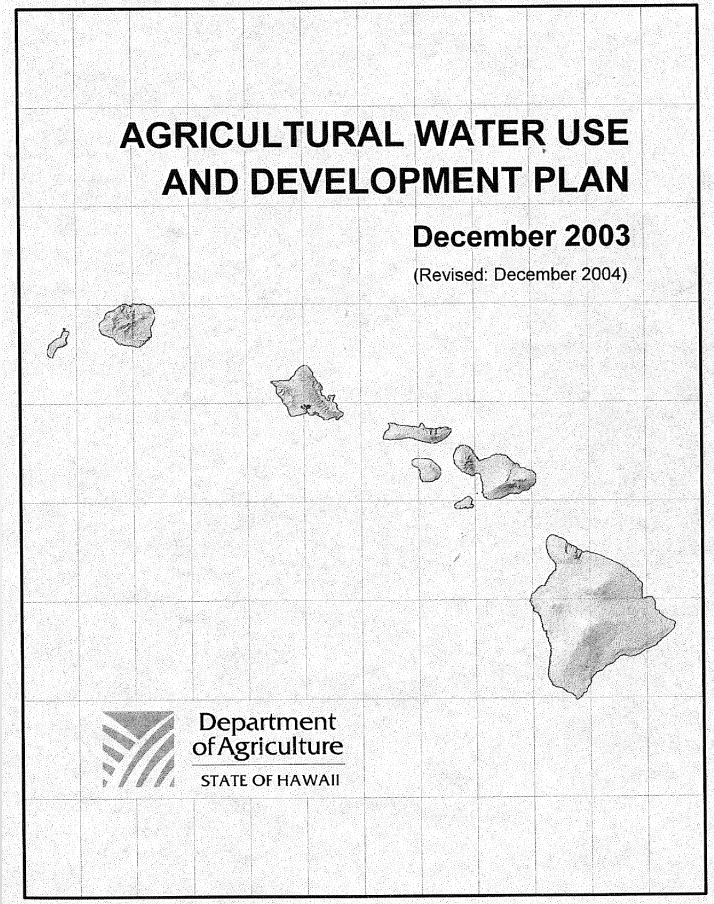 AGRICULTURAL WATER USE
AND DEVELOPMENT PLAN
December 2003
(Revised: December 2004)
Department
of Agriculture
STATE OF HAWAII